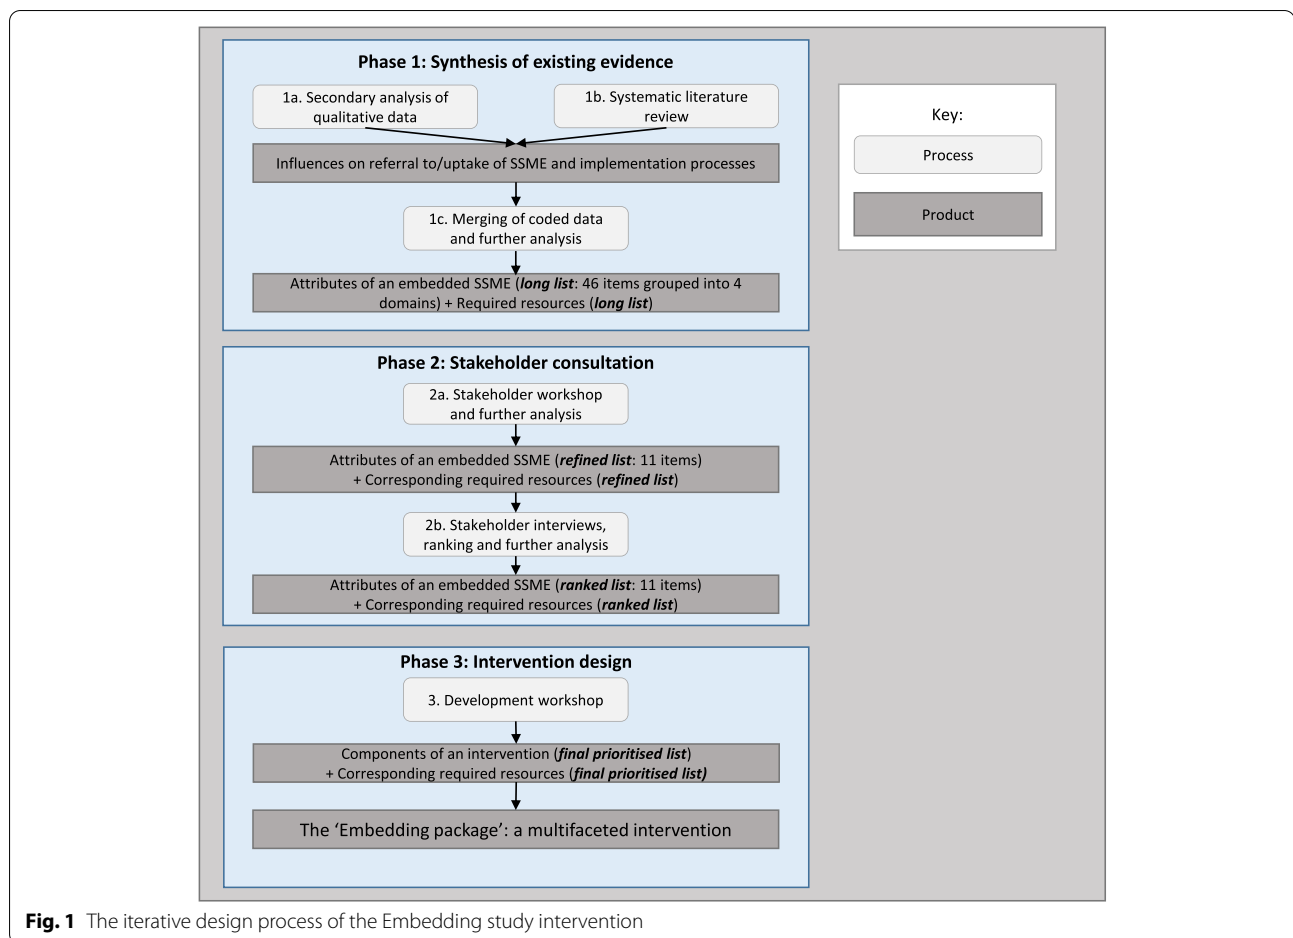 Phase 1: Synthesis of existing evidence
1a. Secondary analysis of
qualitative data
1b. Systematic literature
review
Influences on referral to/uptake of SSME and implementation processes
1c. Merging of coded data
and further analysis
Attributes of an embedded SSME (long list: 46 items grouped into 4
domains) + Required resources (long list)
Key:
Process
Product
Phase 2: Stakeholder consultation
2a. Stakeholder workshop
and further analysis
Attributes of an embedded SSME (refined list: 11 items)
+ Corresponding required resources (refined list)
2b. Stakeholder interviews,
ranking and further analysis
Attributes of an embedded SSME (ranked list: 11 items)
+ Corresponding required resources (ranked list)
Phase 3: Intervention design
3. Development workshop
Components of an intervention (final prioritised list)
+ Corresponding required resources (final prioritised list)
The ‘Embedding package’: a multifaceted intervention
Fig. 1 The iterative design process of the Embedding study intervention